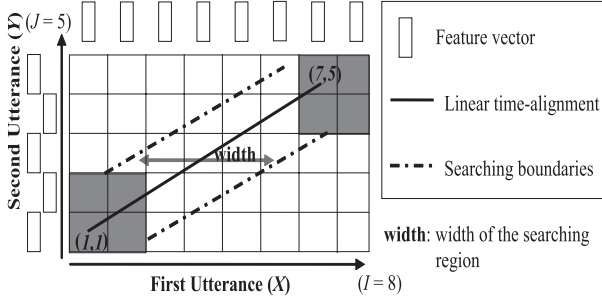 (J = 5)
Second Utterance (Y)
(7,5)
width
(1,1)
First Utterance (X)
(I = 8)
Feature vector
Linear time-alignment
Searching boundaries
width: width of the searching
region